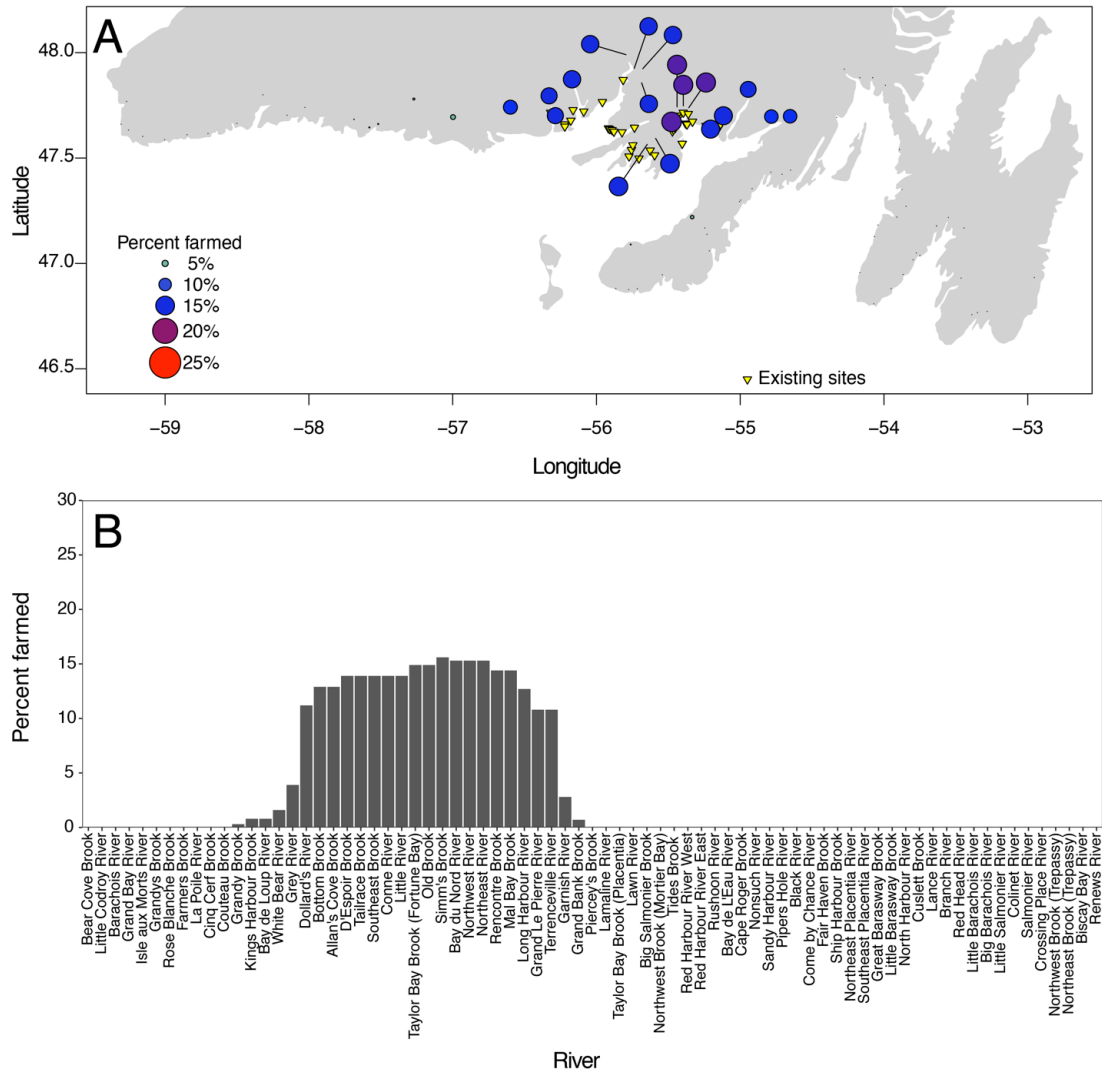 A
48.0
47.5
47.0
46.5
Latitude
Percent farmed
5%
10%
15%
20%
25%
Existing sites
−59
−58
−57
−56
−55
−54
−53
Longitude
B
30
25
20
15
10
5
0
Percent farmed
Bear Cove Brook
Little Codroy River
Barachois River
Grand Bay River
Isle aux Morts River
Grandys Brook
Rose Blanche Brook
Farmers Brook
La Poile River
Cinq Cerf Brook
Couteau Brook
Grandy Brook
Kings Harbour Brook
Bay de Loup River
White Bear River
Grey River
Dollard's River
Bottom Brook
Allan's Cove Brook
D'Espoir Brook
Tailrace Brook
Southeast Brook
Conne River
Little River
Taylor Bay Brook (Fortune Bay)
Old Brook
Simm's Brook
Bay du Nord River
Northwest River
Northeast River
Rencontre Brook
Mal Bay Brook
Long Harbour River
Grand Le Pierre River
Terrenceville River
Garnish River
Grand Bank Brook
Piercey's Brook
Lamaline River
Taylor Bay Brook (Placentia)
Lawn River
Big Salmonier Brook
Northwest Brook (Mortier Bay)
Tides Brook
Red Harbour River West
Red Harbour River East
Rushoon River
Bay de L'Eau River
Cape Roger Brook
Nonsuch River
Sandy Harbour River
Pipers Hole River
Black River
Come by Chance River
Fair Haven Brook
Ship Harbour Brook
Northeast Placentia River
Southeast Placentia River
Great Barasway Brook
Little Barasway Brook
North Harbour River
Cuslett Brook
Lance River
Branch River
Red Head River
Little Barachois River
Big Barachois River
Little Salmonier River
Colinet River
Salmonier River
Crossing Place River
Northwest Brook (Trepassy)
Northeast Brook (Trepassy)
Biscay Bay River
Renews River
River